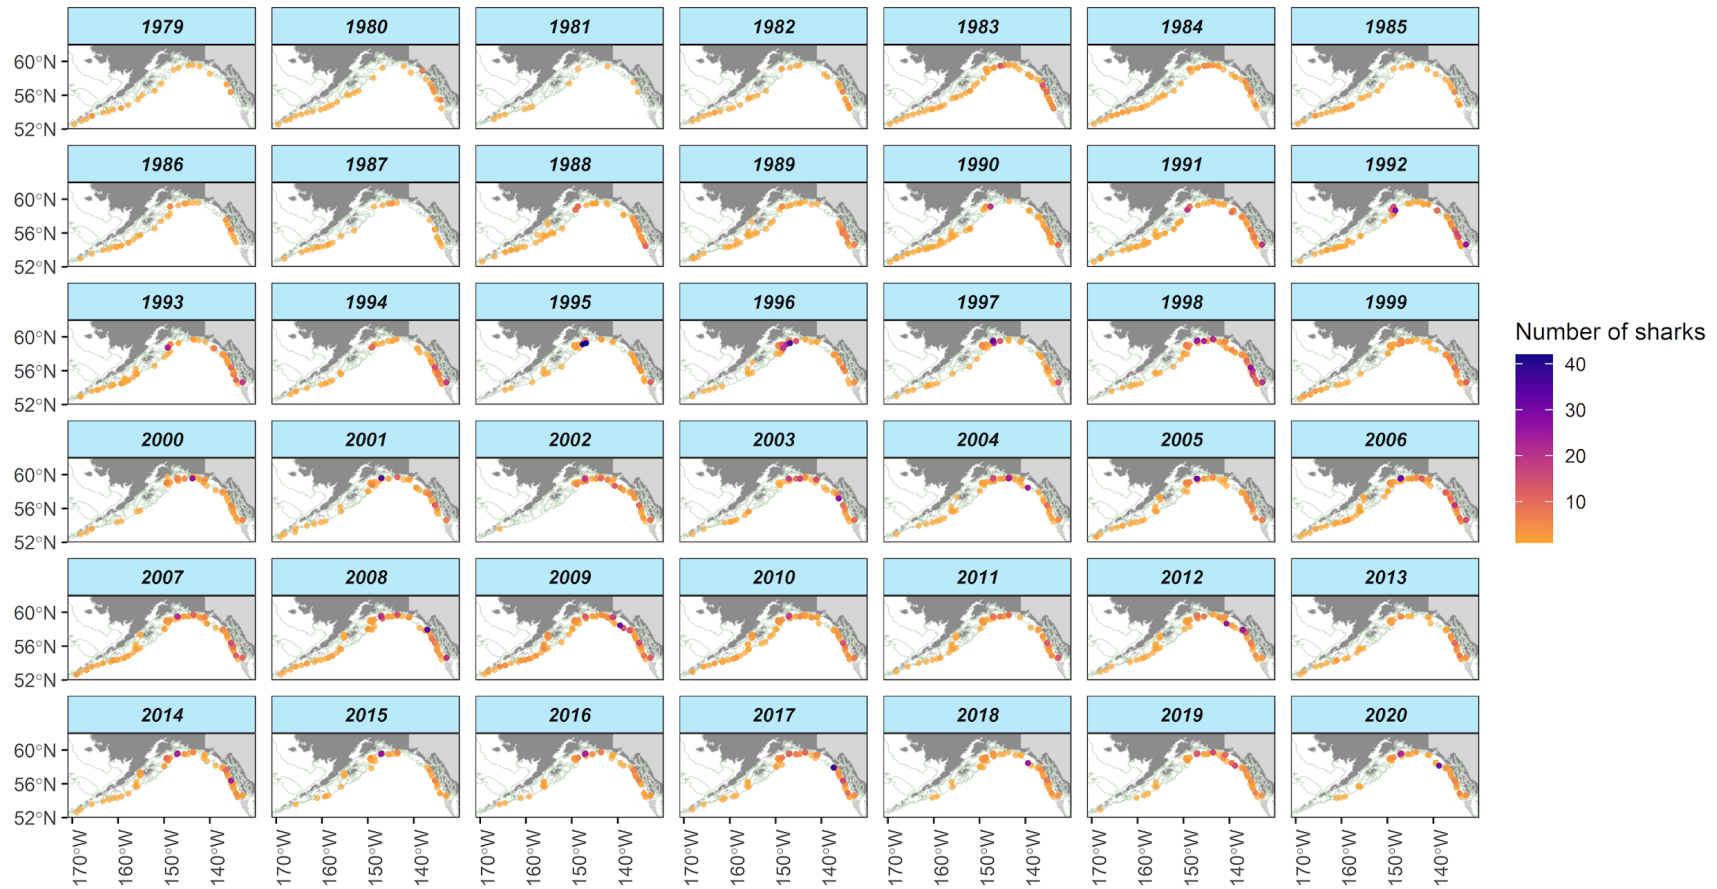 1979 1980 1981 1982 1983 1984 1985
60°N
56°N
52°N
1986 1987 1988 1989 1990 1991 1992
60°N
56°N
52°N
1993 1994 1995 1996 1997 1998 1999
60°N
56°N
52°N
2000 2001 2002 2003 2004 2005 2006
60°N
56°N
52°N
2007 2008 2009 2010 2011 2012 2013
60°N
56°N
52°N
2014 2015 2016 2017 2018 2019 2020
60°N
56°N
52°N
170°W 160°W 150°W 140°W 170°W 160°W 150°W 140°W 170°W 160°W 150°W 140°W 170°W 160°W 150°W 140°W 170°W 160°W 150°W 140°W 170°W 160°W 150°W 140°W 170°W 160°W 150°W 140°W
Number of sharks
40
30
20
10